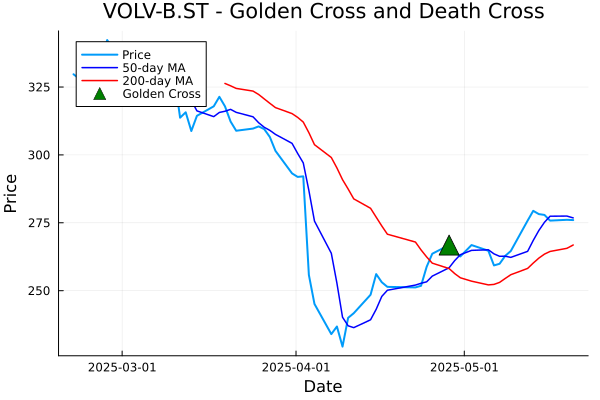 VOLV-B.ST - Golden Cross and Death Cross
Price
50-day MA
200-day MA
Golden Cross
325
300
275
250
Price
2025-03-01
2025-04-01
2025-05-01
Date